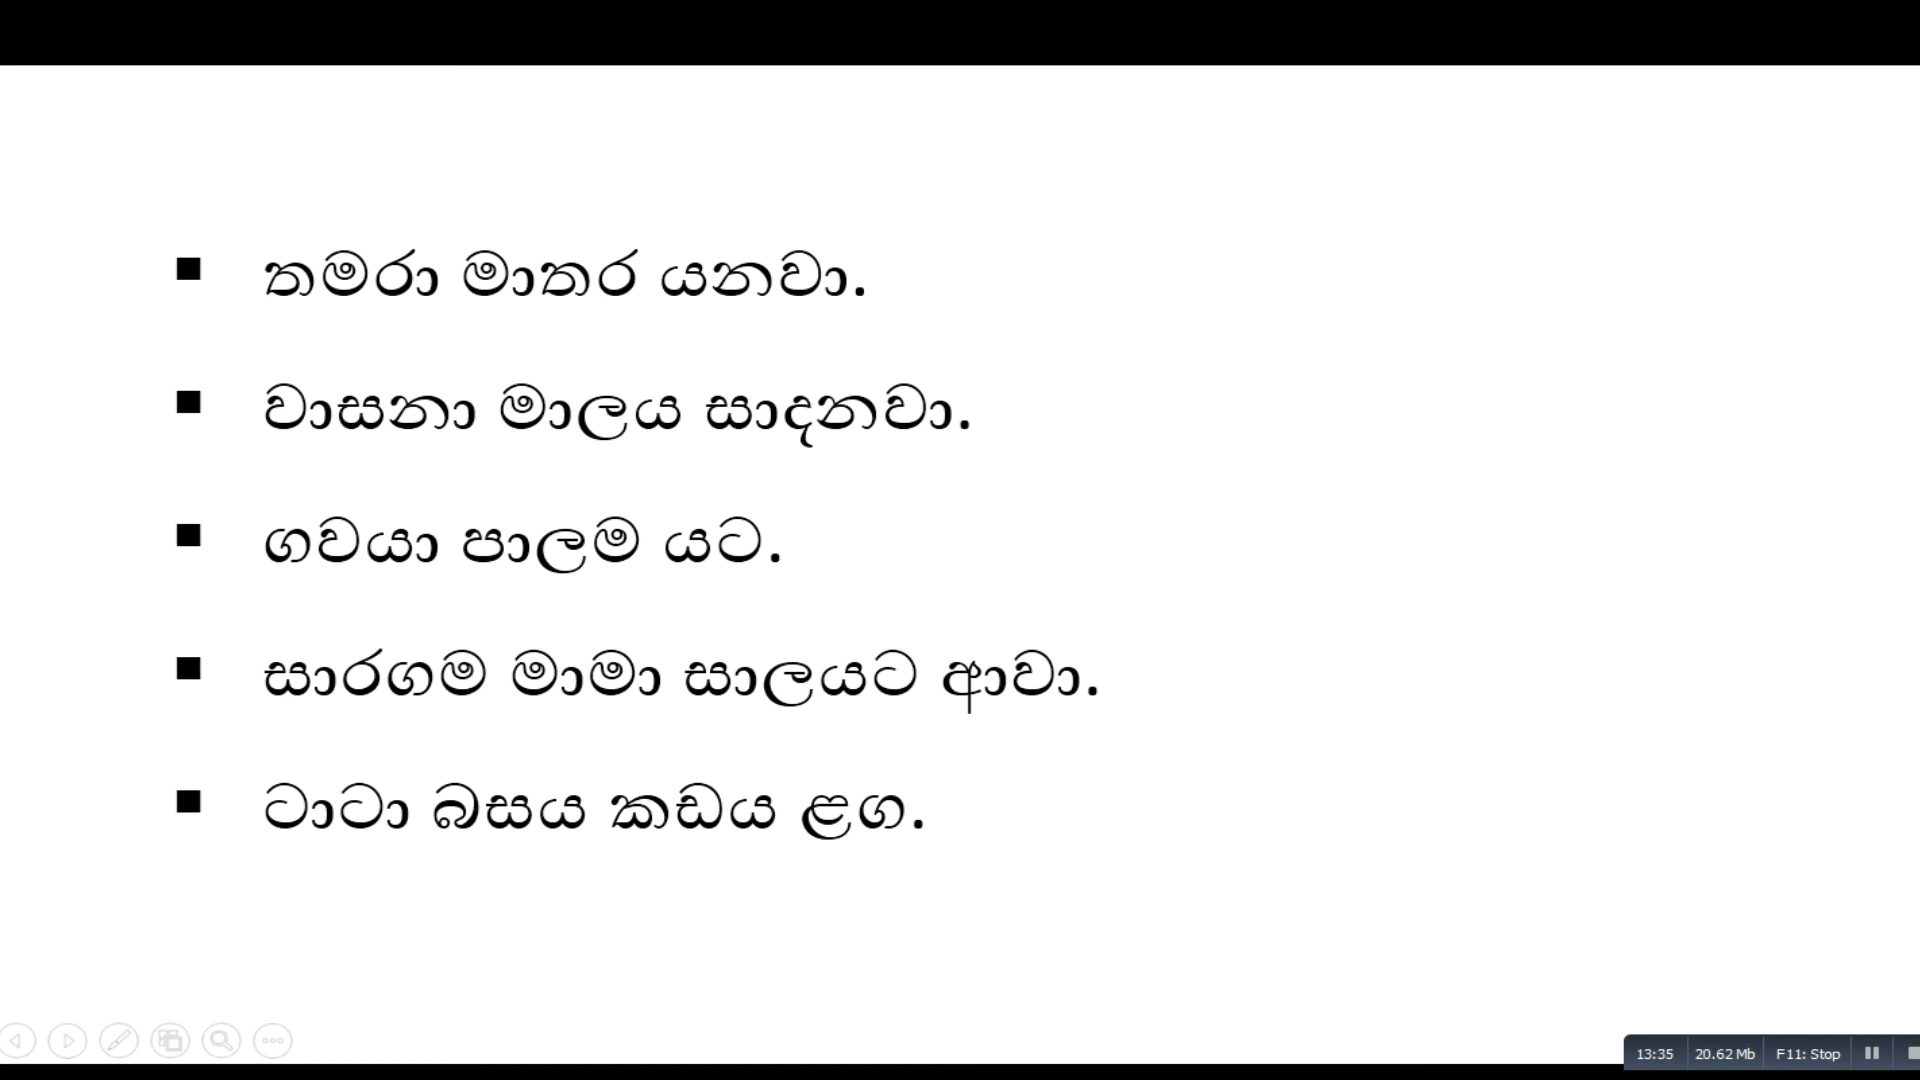 ▪ තමරා මාතර යනවා.
▪ වාසනා මාලය සාදනවා.
▪ ගවයා පාලම යට.
▪ සාරගම මාමා සාලයට ආවා.
▪ ටාටා බසය කඩය ළග.
13:35 20.62 Mb F11: Stop